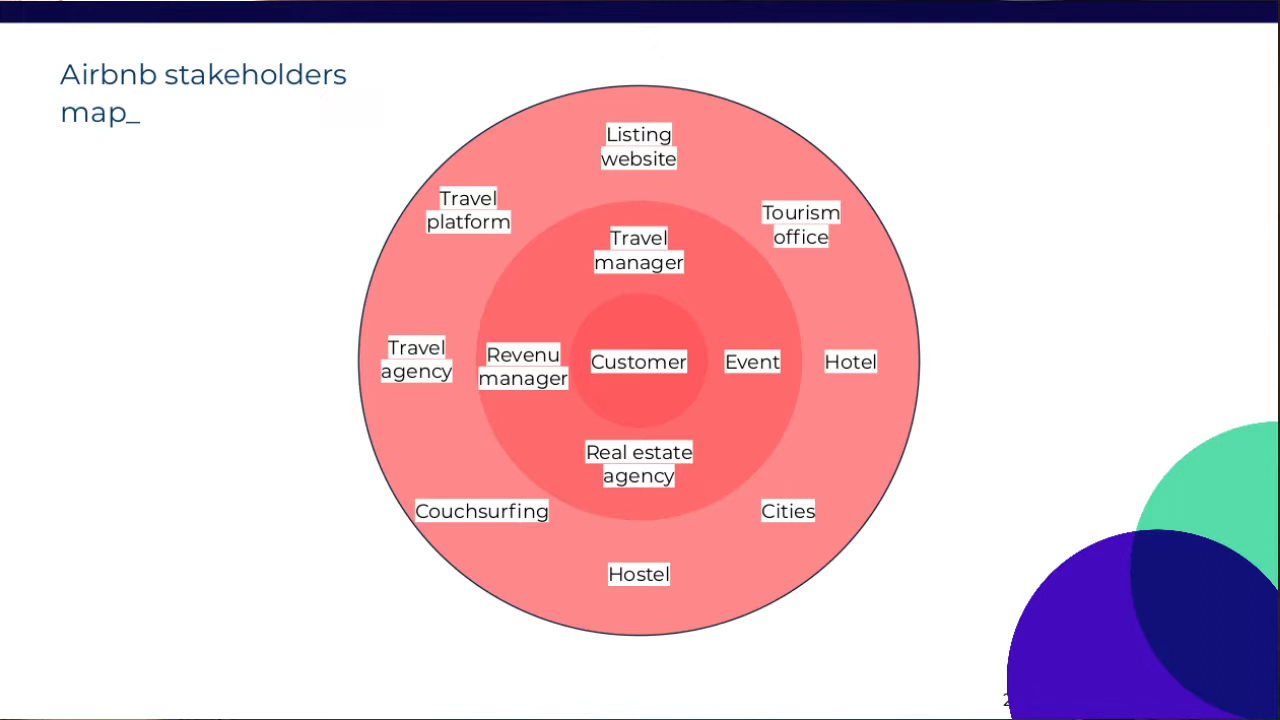 Airbnb stakeholders
map_
Listing
website
Travel
platform
Tourism
office
Travel
manager
Travel
agency
Revenu
manager
Customer
Event
Hotel
Real estate
agency
Couchsurfing
Cities
Hostel